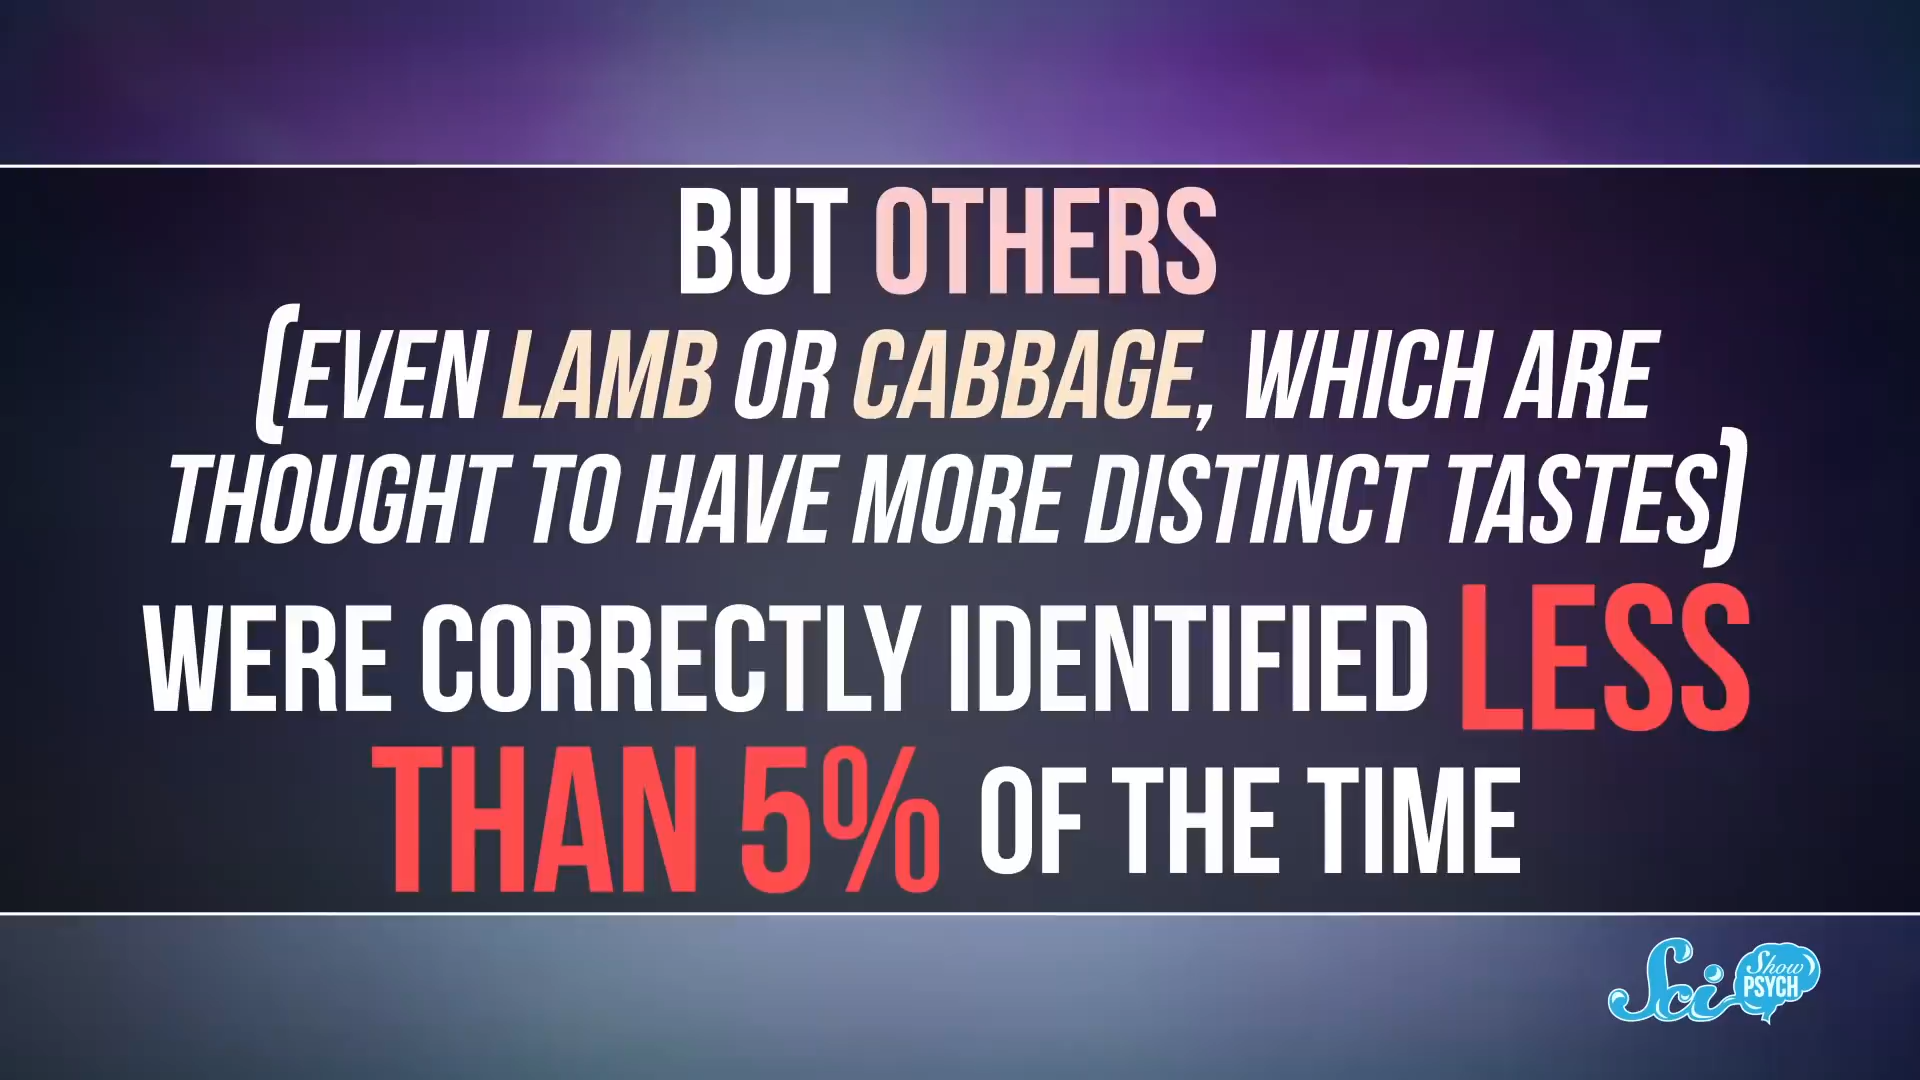 BUT OTHERS
(EVEN LAMB OR CABBAGE, WHICH ARE
THOUGHT TO HAVE MORE DISTINCT TASTES)
WERE CORRECTLY IDENTIFIED LESS
THAN 5% OF THE TIME
Sci Show
PSYCH